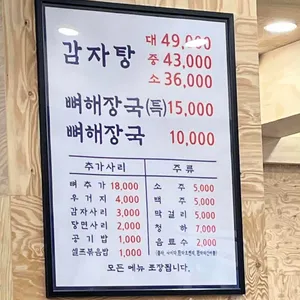 감자탕 대 49,000
중 43,000
소 36,000
뼈해장국(특) 15,000
뼈해장국 10,000
추가사리 주류
뼈추가 18,000 소주 5,000
우거지 4,000 맥주 5,000
감자사리 3,000 막걸리 5,000
당면사리 2,000 청하 7,000
공기밥 1,000 음료수 2,000
셀프볶음밥 1,000
모든 메뉴 포장됩니다.